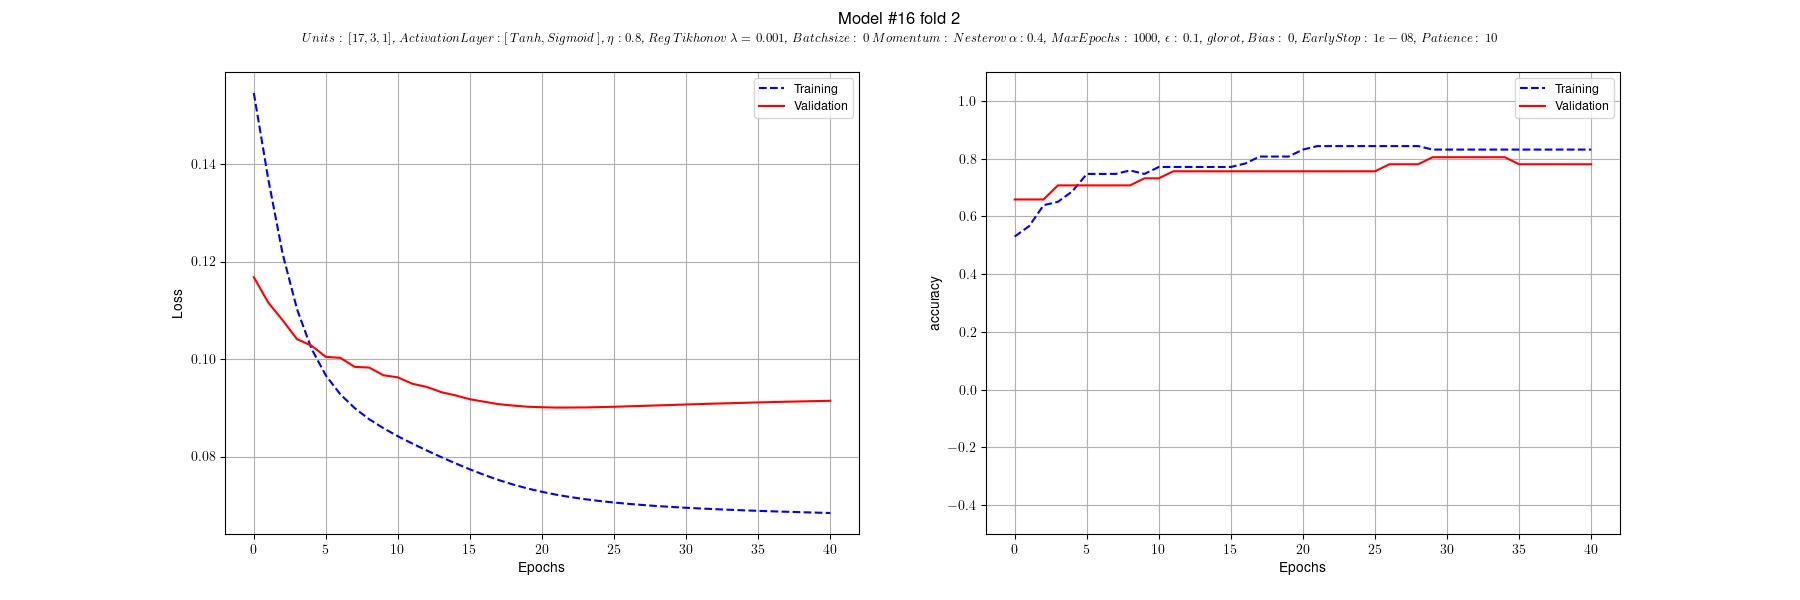 Model #16 fold 2
Units : [17, 3, 1], ActivationLayer : [ Tanh, Sigmoid ], η : 0.8, Reg Tikhonov λ = 0.001, Batchsize : 0 Momentum : Nesterov α : 0.4, MaxEpochs : 1000, ϵ : 0.1, glorot, Bias : 0, EarlyStop : 1e − 08, Patience : 10
Training
Validation
0.14
0.12
0.10
0.08
Loss
0 5 10 15 20 25 30 35 40
Epochs
Training
Validation
1.0
0.8
0.6
0.4
0.2
0.0
−0.2
−0.4
accuracy
0 5 10 15 20 25 30 35 40
Epochs